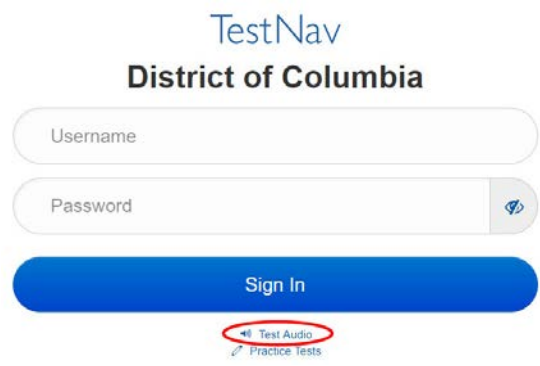 TestNav
District of Columbia
Username
Password
Sign In
Test Audio
Practice Tests